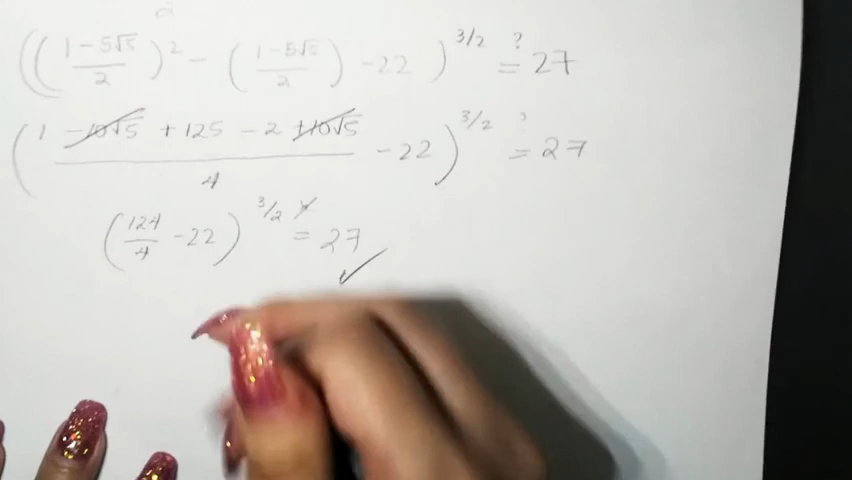 ((1-5√5/2)² - (1-5√5/2) -22)^3/2 ?= 27
(1 -10√5 +125 -2 +10√5/4 -22)^3/2 ?= 27
(124/4 -22)^3/2 = 27 ✓